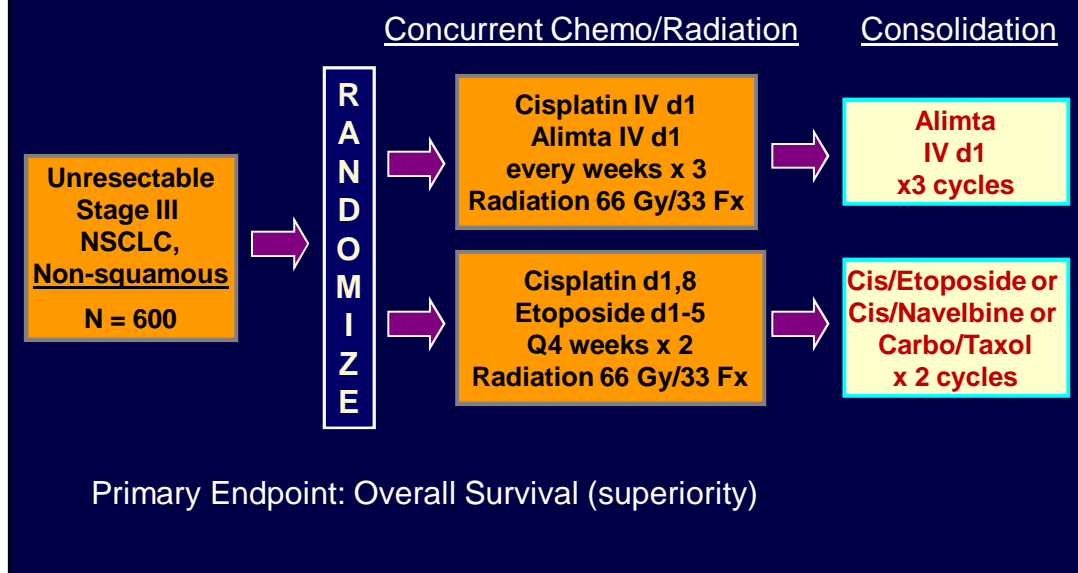 Concurrent Chemo/Radiation
Consolidation
Unresectable
Stage III
NSCLC,
Non-squamous
N = 600
R
A
N
D
O
M
I
Z
E
Cisplatin IV d1
Alimta IV d1
every weeks x 3
Radiation 66 Gy/33 Fx
Alimta
IV d1
x3 cycles
Cisplatin d1,8
Etoposide d1-5
Q4 weeks x 2
Radiation 66 Gy/33 Fx
Cis/Etoposide or
Cis/Navelbine or
Carbo/Taxol
x 2 cycles
Primary Endpoint: Overall Survival (superiority)